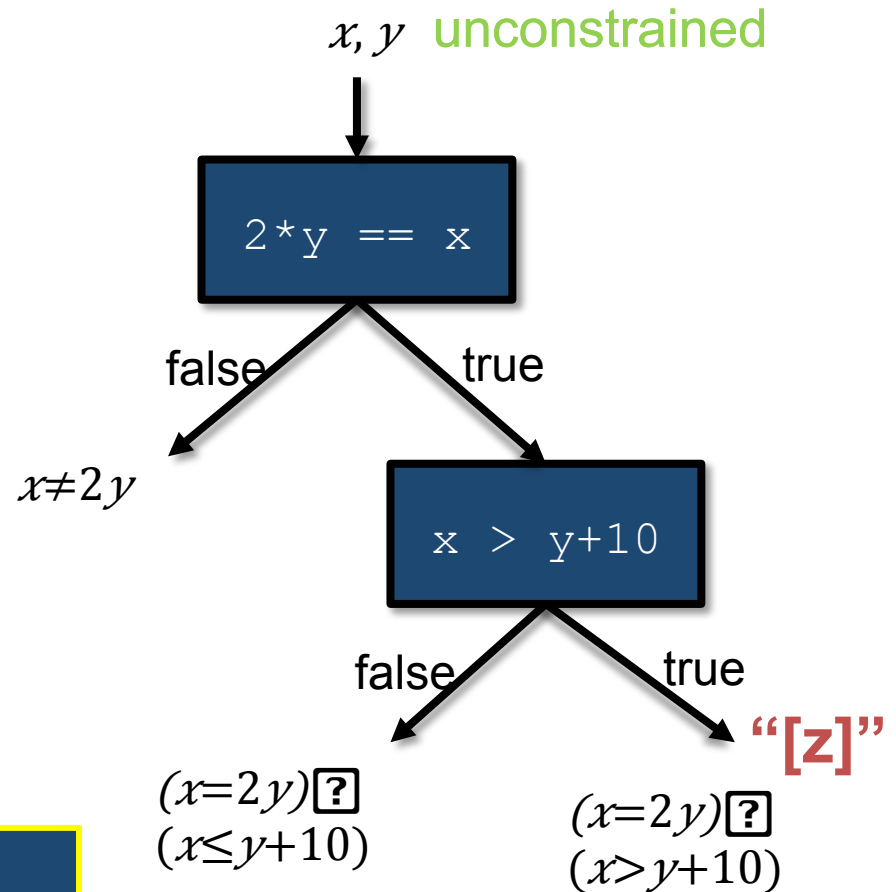 x, y unconstrained
2*y == x
false
true
x≠2y
x > y+10
false
true
“[z]”
(x=2y)⍰
(x≤y+10)
(x=2y)⍰
(x>y+10)